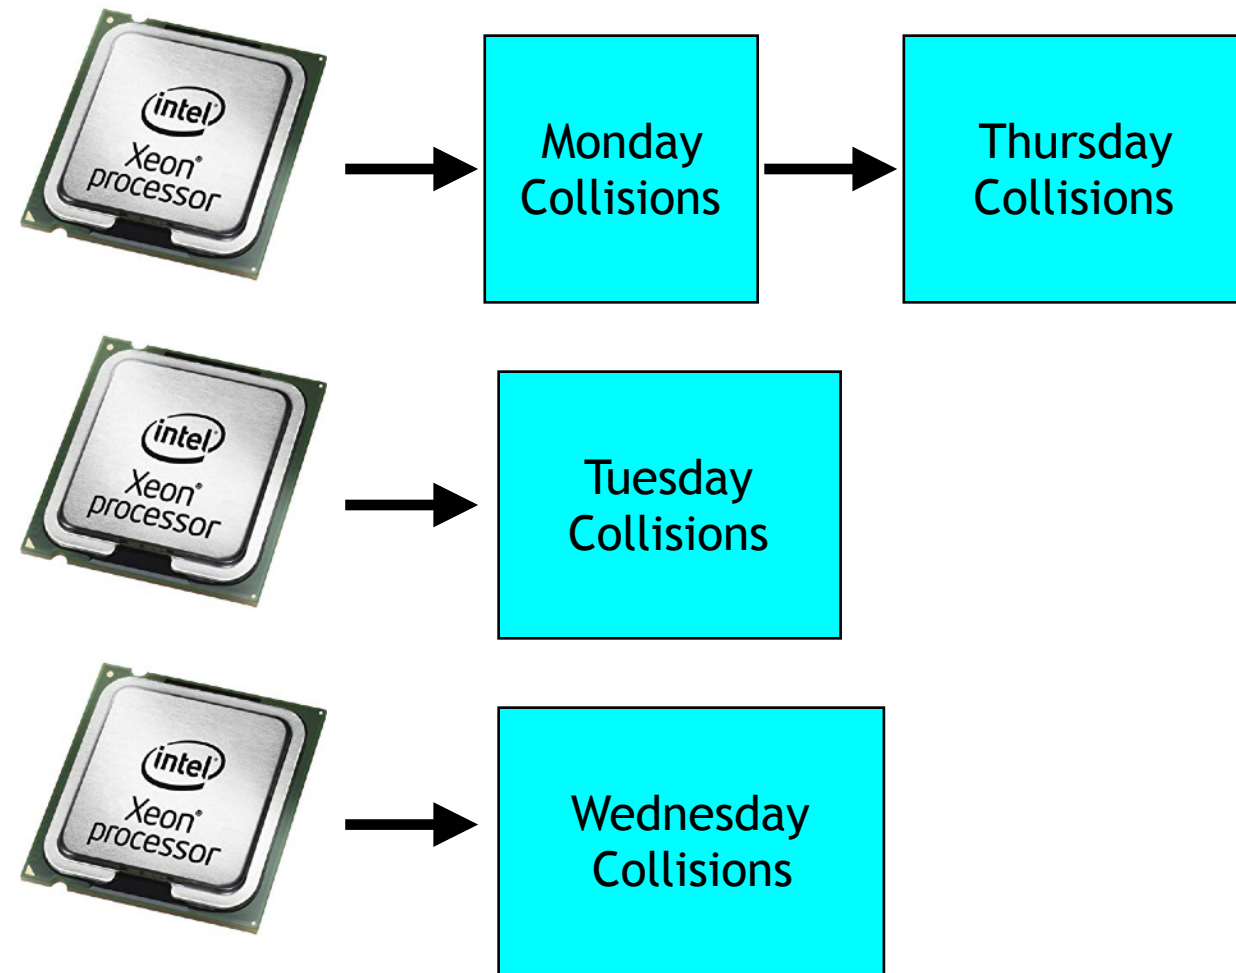 intel
Xeon®
processor
Monday
Collisions
Thursday
Collisions
intel
Xeon®
processor
Tuesday
Collisions
intel
Xeon®
processor
Wednesday
Collisions